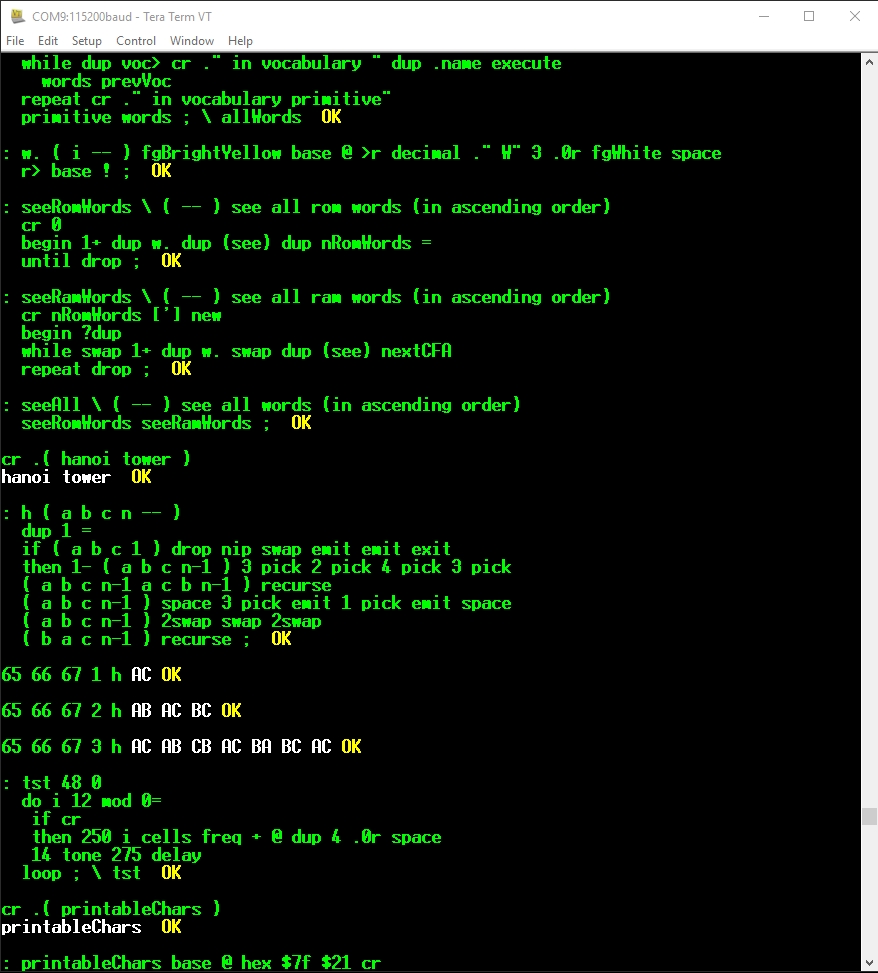 COM9:115200baud - Tera Term VT
File Edit Setup Control Window Help
while dup voc> cr ." in vocabulary " dup .name execute
words prevVoc
repeat cr ." in vocabulary primitive"
primitive words ; \ allWords OK
: w. ( i -- ) fgBrightYellow base @ >r decimal ." W" 3 .0r fgWhite space
r> base ! ; OK
: seeRomWords \ ( -- ) see all rom words (in ascending order)
cr 0
begin 1+ dup w. dup (see) dup nRomWords =
until drop ; OK
: seeRamWords \ ( -- ) see all ram words (in ascending order)
cr nRomWords ['] new
begin ?dup
while swap 1+ dup w. swap dup (see) nextCFA
repeat drop ; OK
: seeAll \ ( -- ) see all words (in ascending order)
seeRomWords seeRamWords ; OK
cr .( hanoi tower )
hanoi tower OK
: h ( a b c n -- )
dup 1 =
if ( a b c 1 ) drop nip swap emit emit exit
then 1- ( a b c n-1 ) 3 pick 2 pick 4 pick 3 pick
( a b c n-1 a c b n-1 ) recurse
( a b c n-1 ) space 3 pick emit 1 pick emit space
( a b c n-1 ) 2swap swap 2swap
( b a c n-1 ) recurse ; OK
65 66 67 1 h AC OK
65 66 67 2 h AB AC BC OK
65 66 67 3 h AC AB CB AC BA BC AC OK
: tst 48 0
do i 12 mod 0=
if cr
then 250 i cells freq + @ dup 4 .0r space
14 tone 275 delay
loop ; \ tst OK
cr .( printableChars )
printableChars OK
: printableChars base @ hex $7f $21 cr